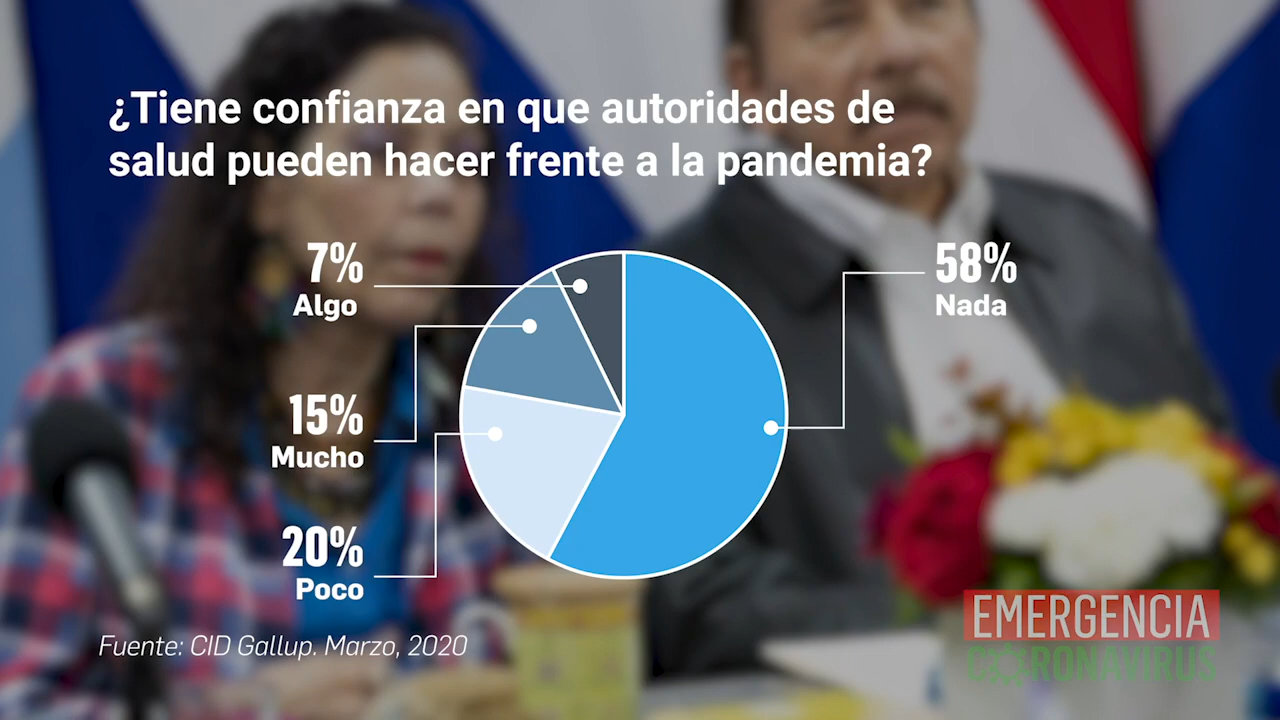 ¿Tiene confianza en que autoridades de
salud pueden hacer frente a la pandemia?
7%
Algo
58%
Nada
15%
Mucho
20%
Poco
Fuente: CID Gallup. Marzo, 2020
EMERGENCIA
CORONAVIRUS